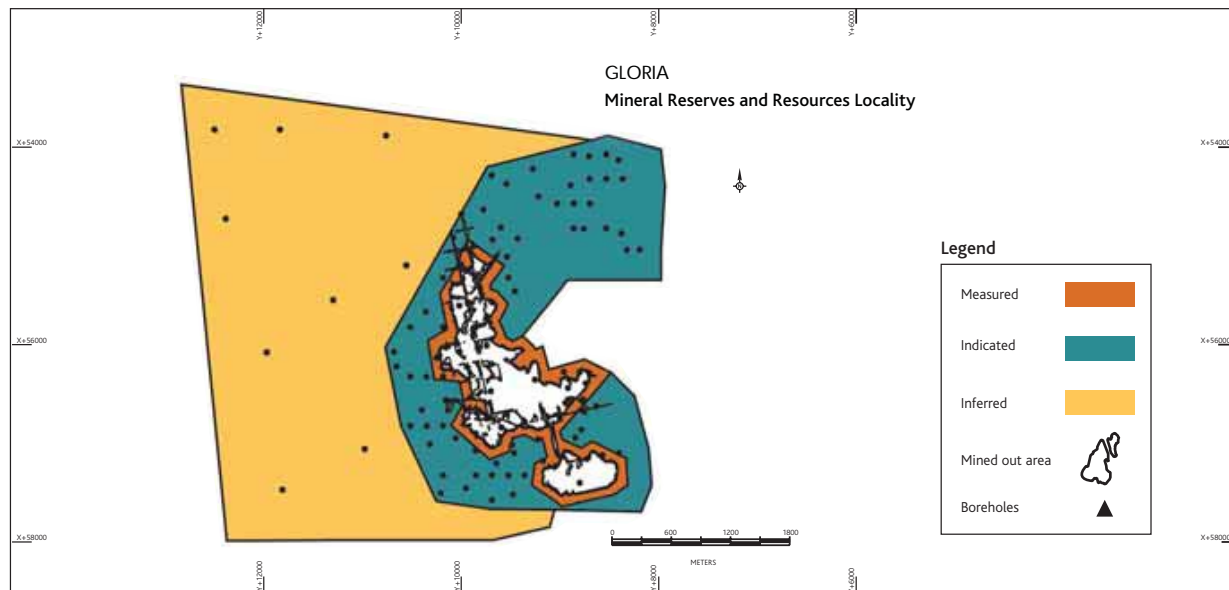 Y+12000
Y+10000
Y+8000
Y+6000
GLORIA
Mineral Reserves and Resources Locality
X+54000
X+54000
N
Legend
Measured
Indicated
Inferred
Mined out area
Boreholes
X+56000
X+56000
0 600 1200 1800
METERS
X+58000
X+58000
Y+12000
Y+10000
Y+8000
Y+6000